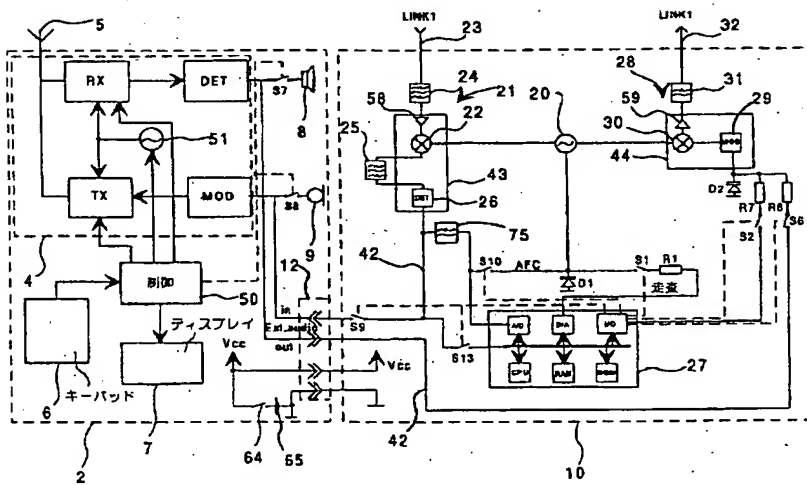 LINK1
LINK1
5
23
32
24
21
20
28
31
RX
DET
58
59
29
S7
22
30
MOD
25
8
44
51
43
D2
26
DET
R7
R6
TX
MOD
S8
S2
S6
75
9
42
4
12
S10
AFC
S1
R1
制御
50
in
S9
D1
走査
Ext.audio
out
A/D
D/A
I/O
ディスプレイ
Vcc
Vcc
S13
27
CPU
RAM
キーパッド
6
7
64
65
42
2
10